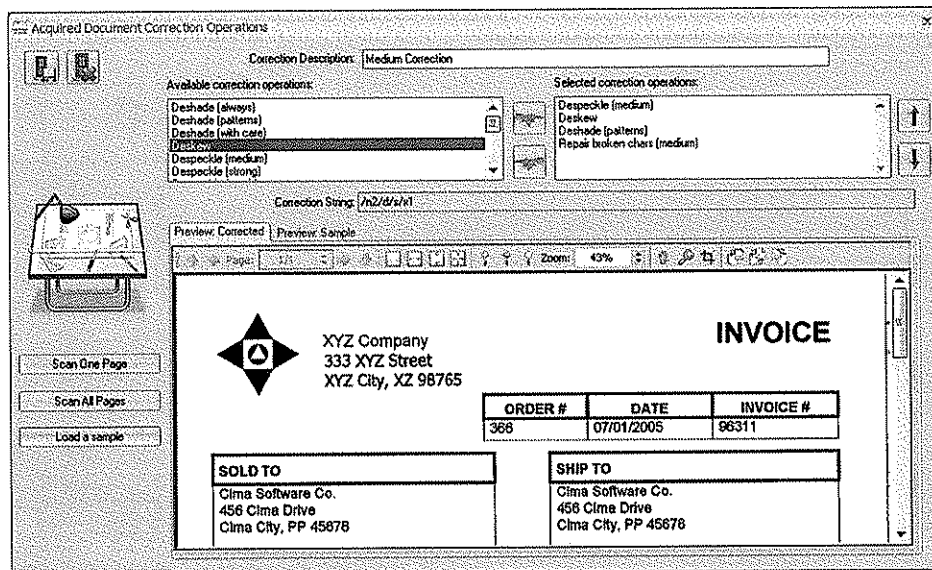 Acquired Document Correction Operations
Correction Description: Medium Correction
Available correction operations:
Deshade (always)
Deshade (patterns)
Deshade (with care)
Deskew
Despeckle (medium)
Despeckle (strong)
Selected correction operations:
Despeckle (medium)
Deskew
Deshade (patterns)
Repair broken chars (medium)
Correction String: /n2/d/s/x1
Preview: Corrected Preview: Sample
Page: 1/1 Zoom: 43%
Scan One Page
Scan All Pages
Load a sample
XYZ Company
333 XYZ Street
XYZ City, XZ 98765
INVOICE
ORDER # DATE INVOICE #
366 07/01/2005 96311
SOLD TO
Cima Software Co.
456 Cima Drive
Cima City, PP 45678
SHIP TO
Cima Software Co.
456 Cima Drive
Cima City, PP 45678